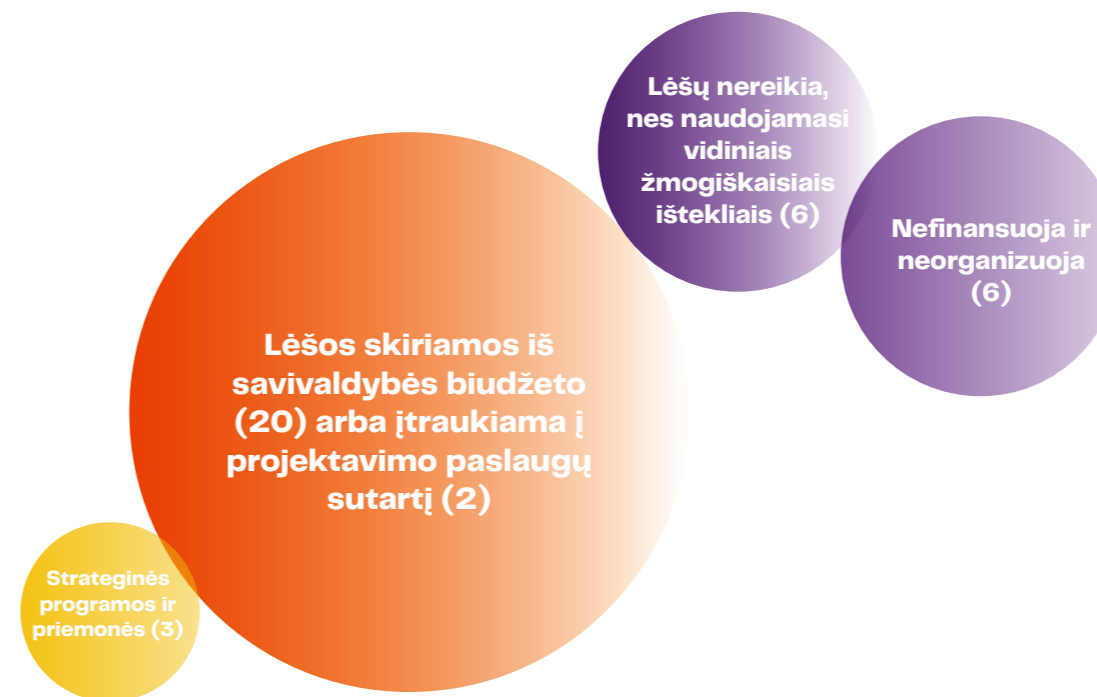 Lėšų nereikia,
nes naudojamasi
vidiniais
žmogiškaisiais
ištekliais (6)
Nefinansuoja ir
neorganizuoja
(6)
Lėšos skiriamos iš
savivaldybės biudžeto
(20) arba įtraukiama į
projektavimo paslaugų
sutartį (2)
Strateginės
programos ir
priemonės (3)